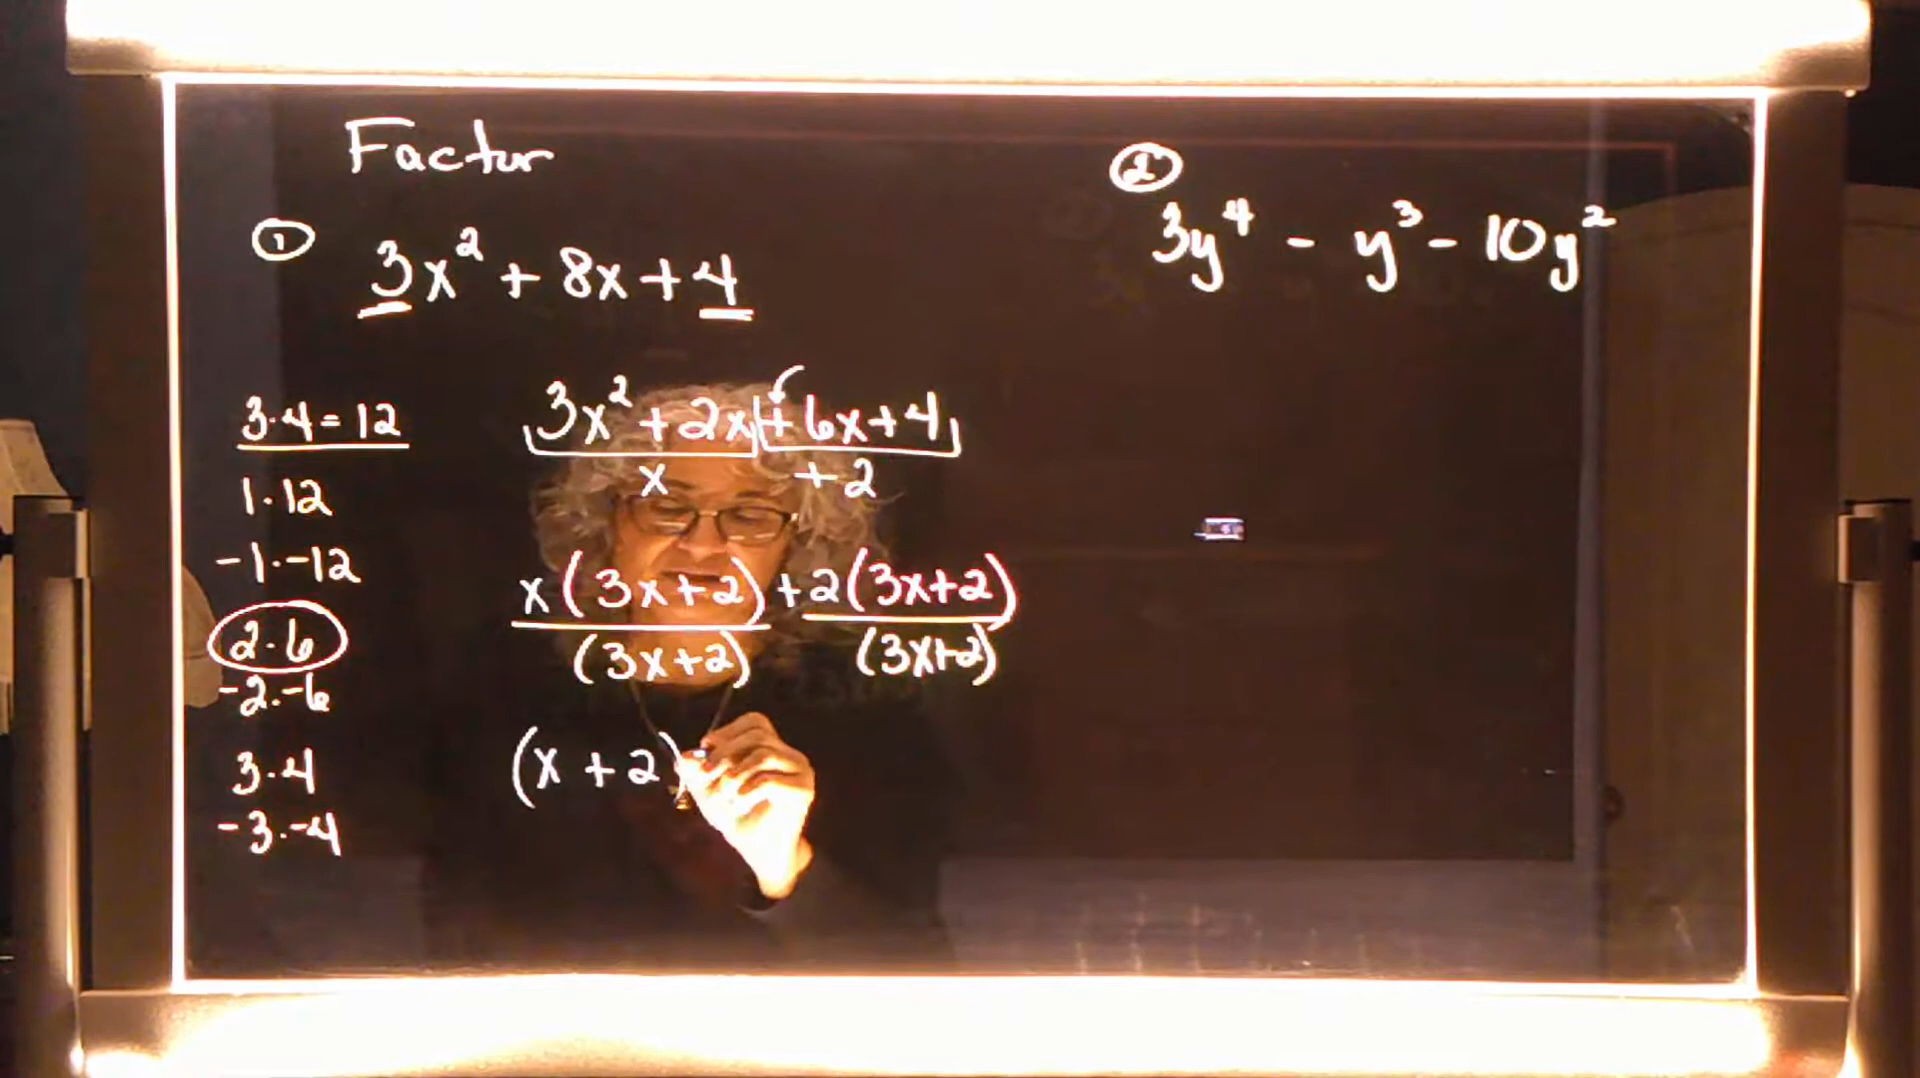 Factor
①
3x² + 8x + 4
3·4 = 12
1·12
-1·-12
2·6
-2·-6
3·4
-3·-4
3x² + 2x + 6x + 4
x +2
x(3x+2) + 2(3x+2)
(3x+2) (3x+2)
(x + 2)
②
3y⁴ - y³ - 10y²